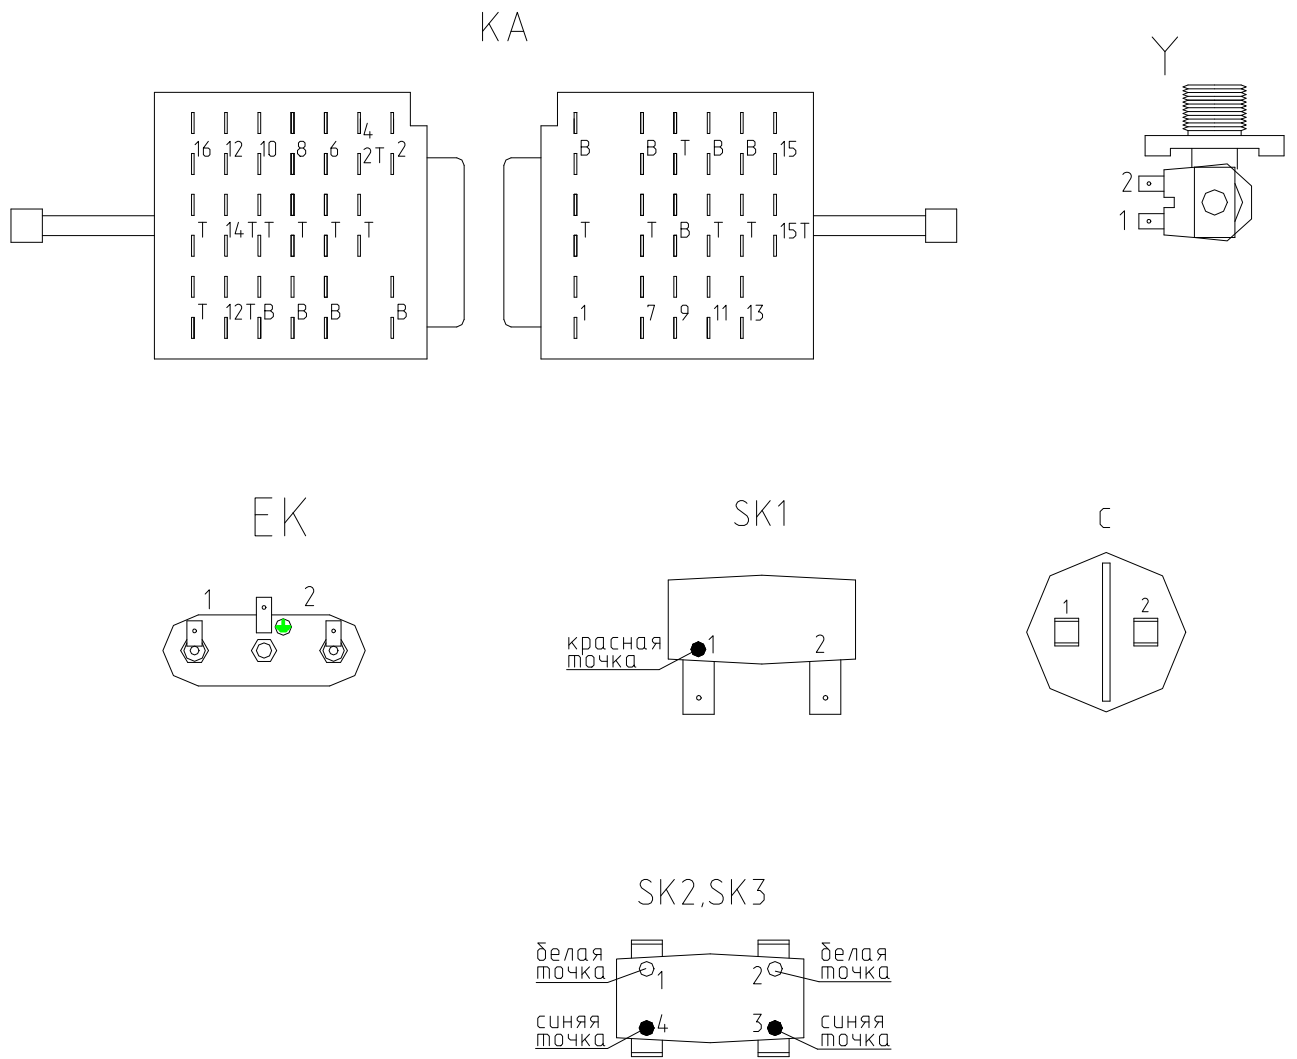 KA
Y
16 12 10 8 6 4 2T 2
T 14T T T T T
T 12T B B B B
B B T B B 15
T T B T T 15T
1 7 9 11 13
2
1
EK
1 2
SK1
красная
точка
1 2
C
1 2
SK2,SK3
белая
точка
1 2
белая
точка
синяя
точка
4 3
синяя
точка